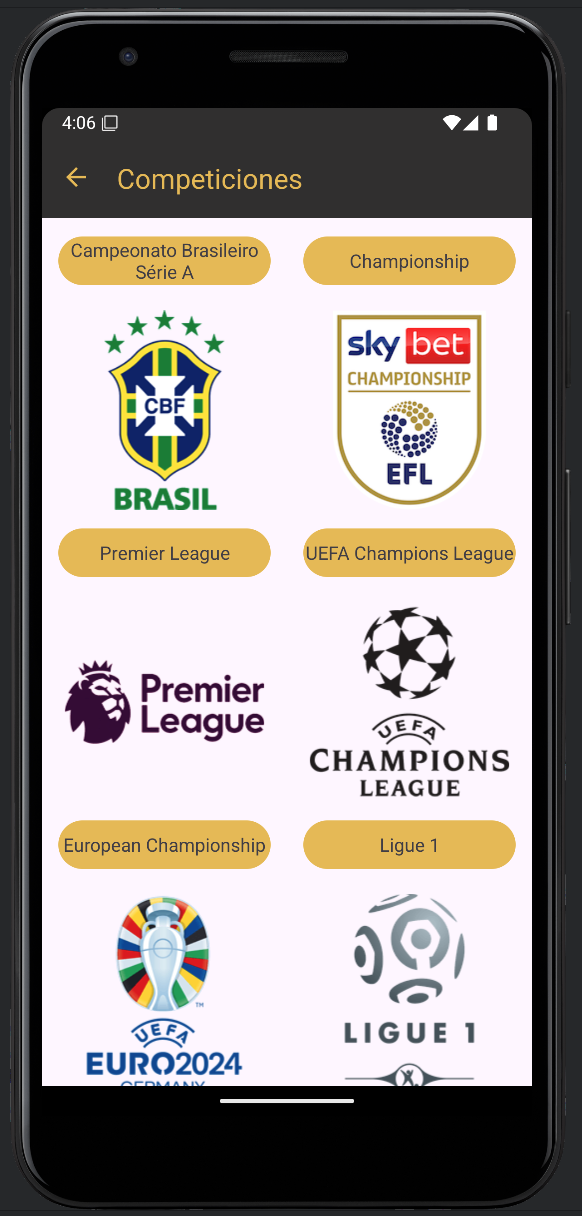 4:06
Competiciones
Campeonato Brasileiro
Série A
Championship
CBF
BRASIL
sky bet
CHAMPIONSHIP
EFL
Premier League
UEFA Champions League
Premier
League
UEFA
CHAMPIONS
LEAGUE
European Championship
Ligue 1
TM
UEFA
EURO2024
GERMANY
LIGUE 1